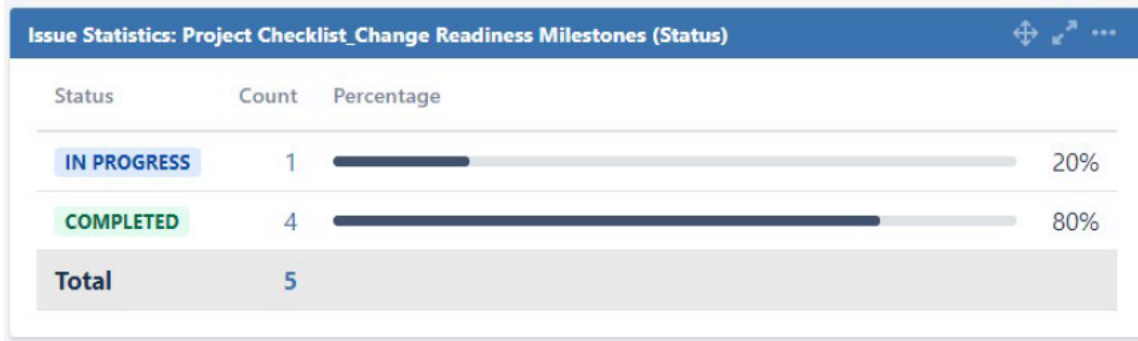 Issue Statistics: Project Checklist_Change Readiness Milestones (Status)
Status Count Percentage
IN PROGRESS 1 20%
COMPLETED 4 80%
Total 5